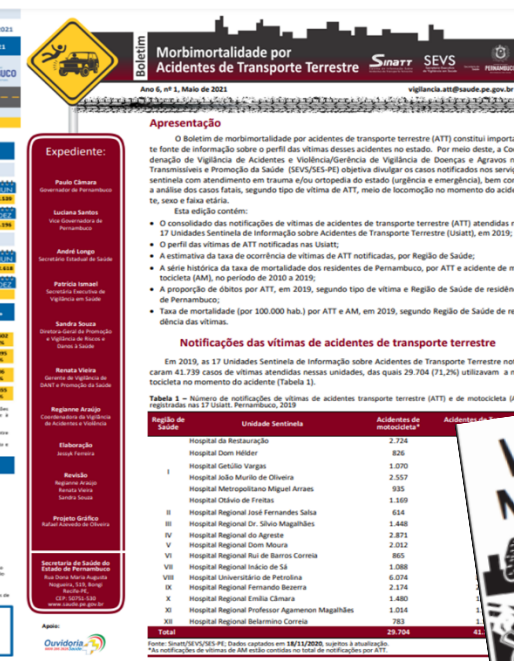 2021
Boletim
Morbimortalidade por
Acidentes de Transporte Terrestre
SINATT
SEVS
PERNAMBUCO
Ano 6, nº 1, Maio de 2021
vigilancia.att@saude.pe.gov.br
Expediente:
Paulo Câmara
Governador de Pernambuco
Luciana Santos
Vice Governadora de
Pernambuco
André Longo
Secretário Estadual de Saúde
Patrícia Ismael
Secretária Executiva de
Vigilância em Saúde
Sandra Souza
Diretora-Geral de Promoção
e Vigilância de Riscos e
Danos à Saúde
Renata Vieira
Gerente de Vigilância de
DANT e Promoção da Saúde
Regianne Araújo
Coordenadora da Vigilância
de Acidentes e Violência
Elaboração
Jessyk Ferreira
Revisão
Regianne Araújo
Renata Vieira
Sandra Souza
Projeto Gráfico
Rafael Azevedo de Oliveira
Secretaria de Saúde do
Estado de Pernambuco
Rua Dona Maria Augusta
Nogueira, 519, Bongi
Recife-PE,
CEP: 50751-530
www.saude.pe.gov.br
Apoio:
Ouvidoria
Apresentação
O Boletim de morbimortalidade por acidentes de transporte terrestre (ATT) constitui importa
te fonte de informação sobre o perfil das vítimas desses acidentes no estado. Por meio deste, a Coo
denação de Vigilância de Acidentes e Violência/Gerência de Vigilância de Doenças e Agravos n
Transmissíveis e Promoção da Saúde (SEVS/SES-PE) objetiva divulgar os casos notificados nos serviç
sentinela com atendimento em trauma e/ou ortopedia do estado (urgência e emergência), bem com
a análise dos casos fatais, segundo tipo de vítima de ATT, meio de locomoção no momento do acide
te, sexo e faixa etária.
Esta edição contém:
• O consolidado das notificações de vítimas de acidentes de transporte terrestre (ATT) atendidas n
17 Unidades Sentinela de Informação sobre Acidentes de Transporte Terrestre (Usiatt), em 2019;
• O perfil das vítimas de ATT notificadas nas Usiatt;
• A estimativa da taxa de ocorrência de vítimas de ATT notificadas, por Região de Saúde;
• A série histórica da taxa de mortalidade dos residentes de Pernambuco, por ATT e acidente de m
tocicleta (AM), no período de 2010 a 2019;
• A proporção de óbitos por ATT, em 2019, segundo tipo de vítima e Região de Saúde de residên
de Pernambuco;
• Taxa de mortalidade (por 100.000 hab.) por ATT e AM, em 2019, segundo Região de Saúde de re
dência das vítimas.
Notificações das vítimas de acidentes de transporte terrestre
Em 2019, as 17 Unidades Sentinela de Informação sobre Acidentes de Transporte Terrestre not
caram 41.739 casos de vítimas atendidas nessas unidades, das quais 29.704 (71,2%) utilizavam a m
tocicleta no momento do acidente (Tabela 1).
Tabela 1 – Número de notificações de vítimas de acidentes de transporte terrestre (ATT) e de motocicleta (A
registradas nas 17 Usiatt. Pernambuco, 2019
Região de Saúde Unidade Sentinela Acidentes de motocicleta*
Hospital da Restauração 2.724
Hospital Dom Hélder 826
I Hospital Getúlio Vargas 1.070
Hospital João Murilo de Oliveira 2.557
Hospital Metropolitano Miguel Arraes 935
Hospital Otávio de Freitas 1.169
II Hospital Regional José Fernandes Salsa 614
III Hospital Regional Dr. Sílvio Magalhães 1.448
IV Hospital Regional do Agreste 2.871
V Hospital Regional Dom Moura 2.012
VI Hospital Regional Rui de Barros Correia 865
VII Hospital Regional Inácio de Sá 1.088
VIII Hospital Universitário de Petrolina 6.074
IX Hospital Regional Fernando Bezerra 2.174
X Hospital Regional Emília Câmara 1.480
XI Hospital Regional Professor Agamenon Magalhães 1.014
XII Hospital Regional Belarmino Correia 783
Total 29.704 41.
Fonte: Sinatt/SEVS/SES-PE; Dados captados em 18/11/2020, sujeitos à atualização.
*As notificações de vítimas de AM estão contidas no total de notificações por ATT.